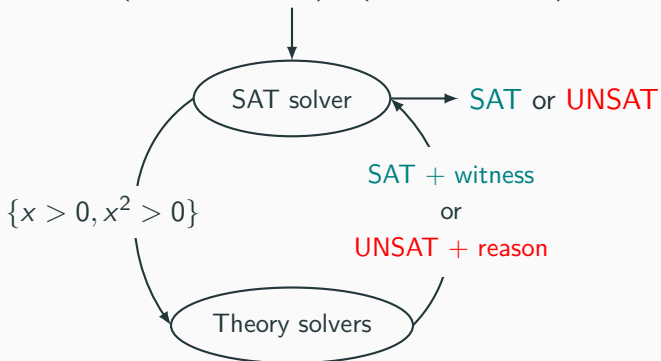 SAT solver
SAT or UNSAT
SAT + witness
{x > 0, x² > 0}
or
UNSAT + reason
Theory solvers